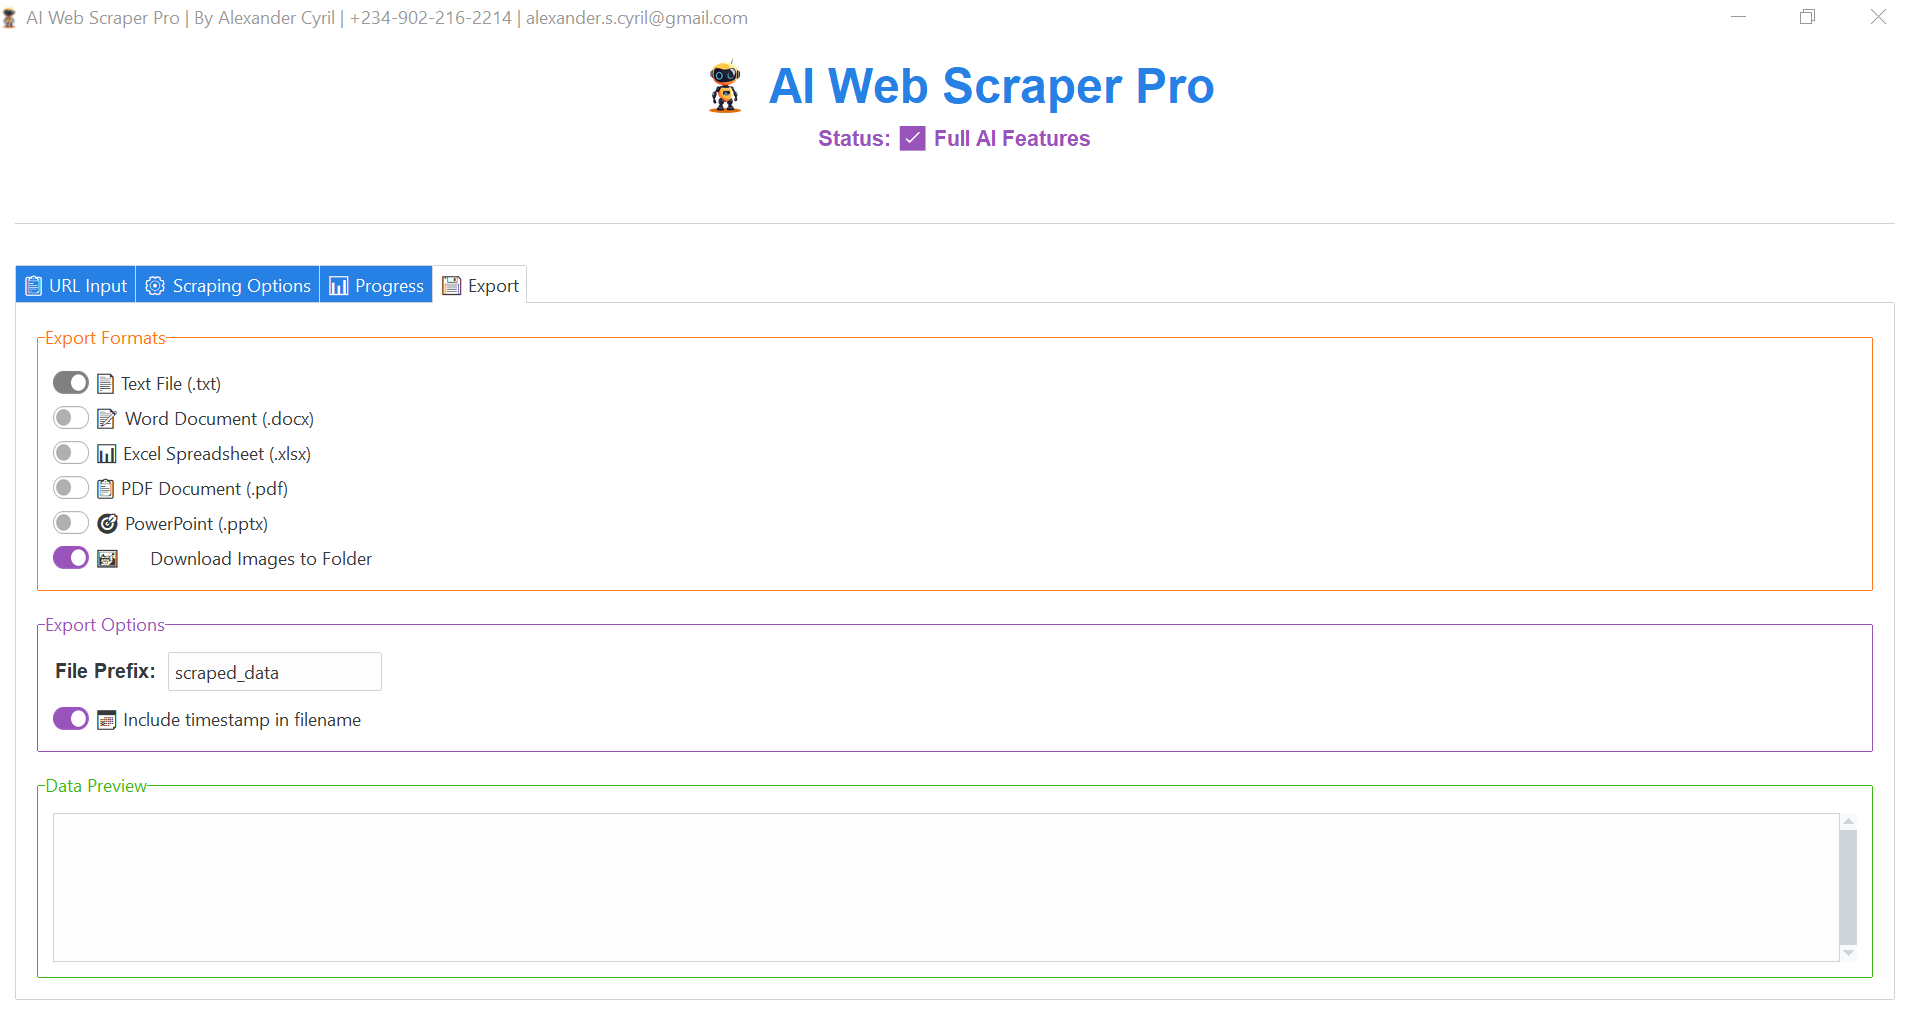 AI Web Scraper Pro | By Alexander Cyril | +234-902-216-2214 | alexander.s.cyril@gmail.com
AI Web Scraper Pro
Status: ✓ Full AI Features
URL Input Scraping Options Progress Export
Export Formats
Text File (.txt)
Word Document (.docx)
Excel Spreadsheet (.xlsx)
PDF Document (.pdf)
PowerPoint (.pptx)
Download Images to Folder
Export Options
File Prefix: scraped_data
Include timestamp in filename
Data Preview